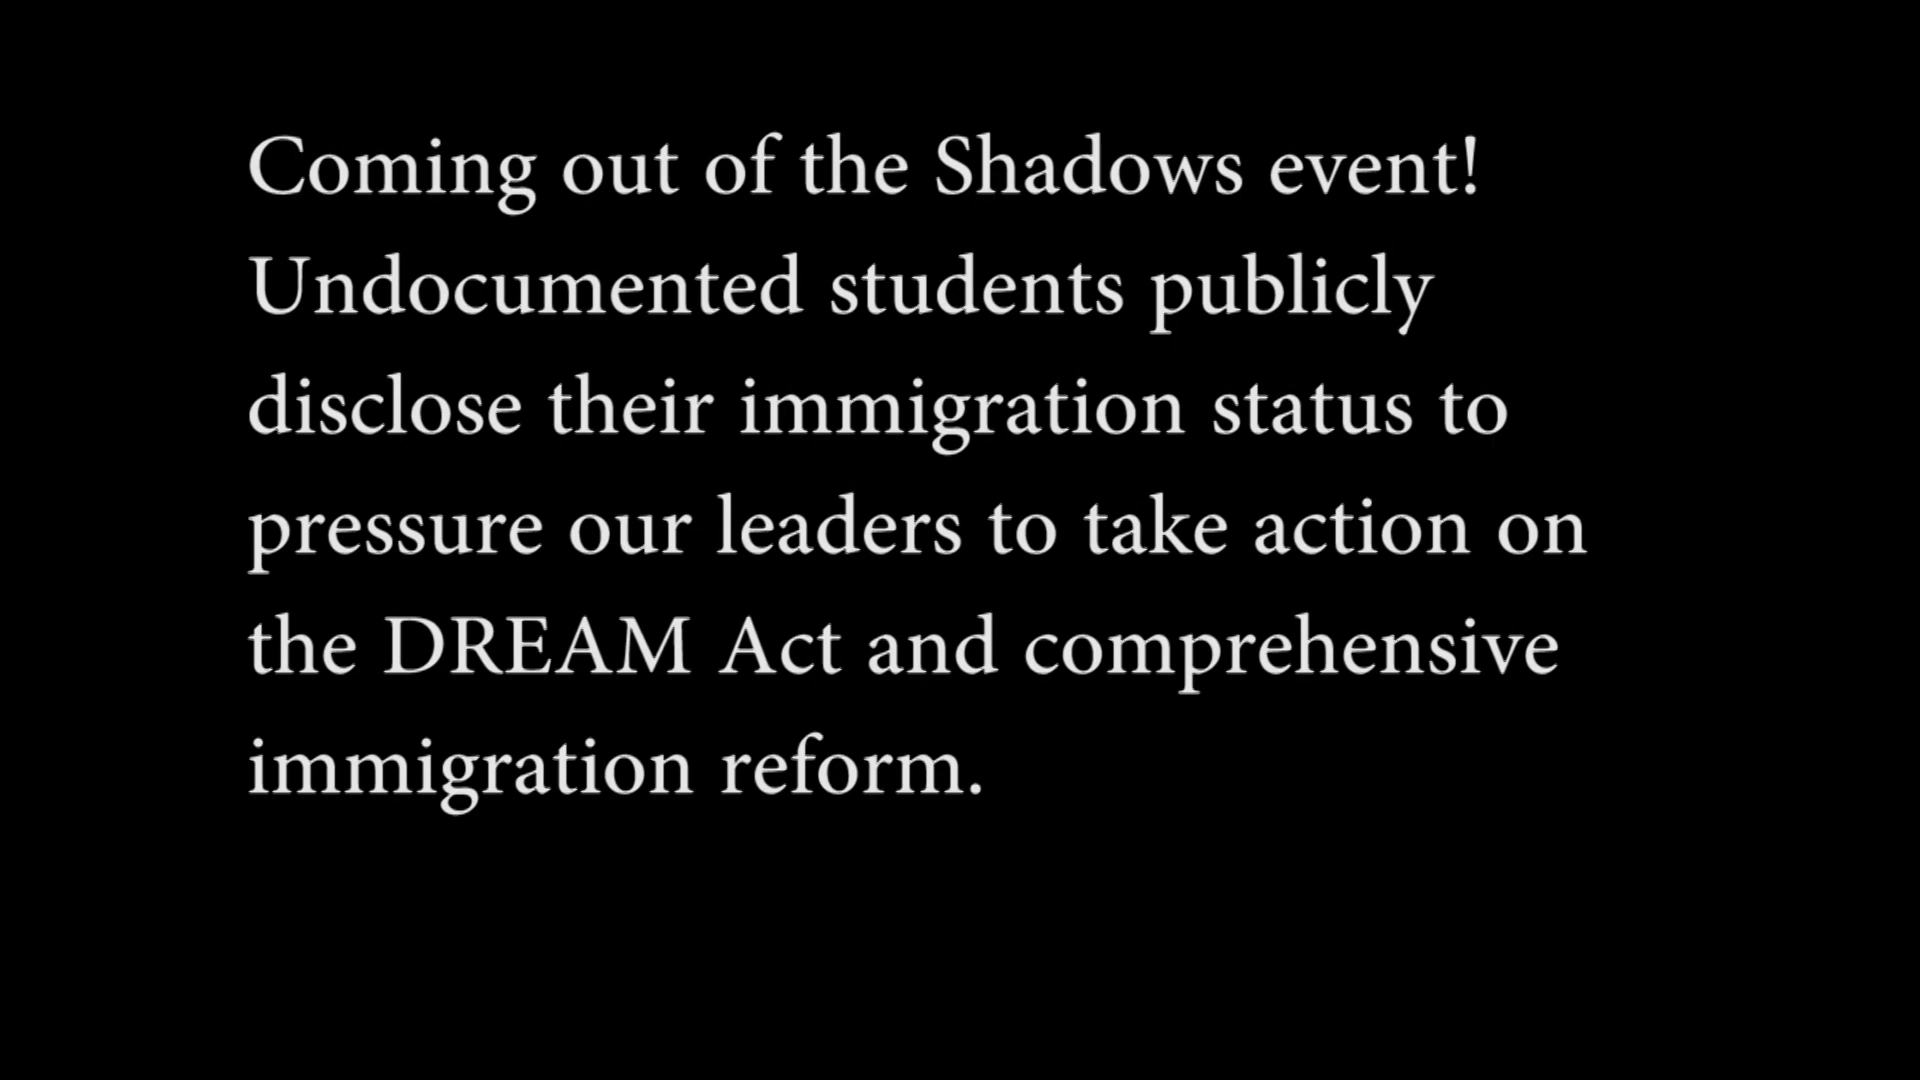 Coming out of the Shadows event!
Undocumented students publicly
disclose their immigration status to
pressure our leaders to take action on
the DREAM Act and comprehensive
immigration reform.